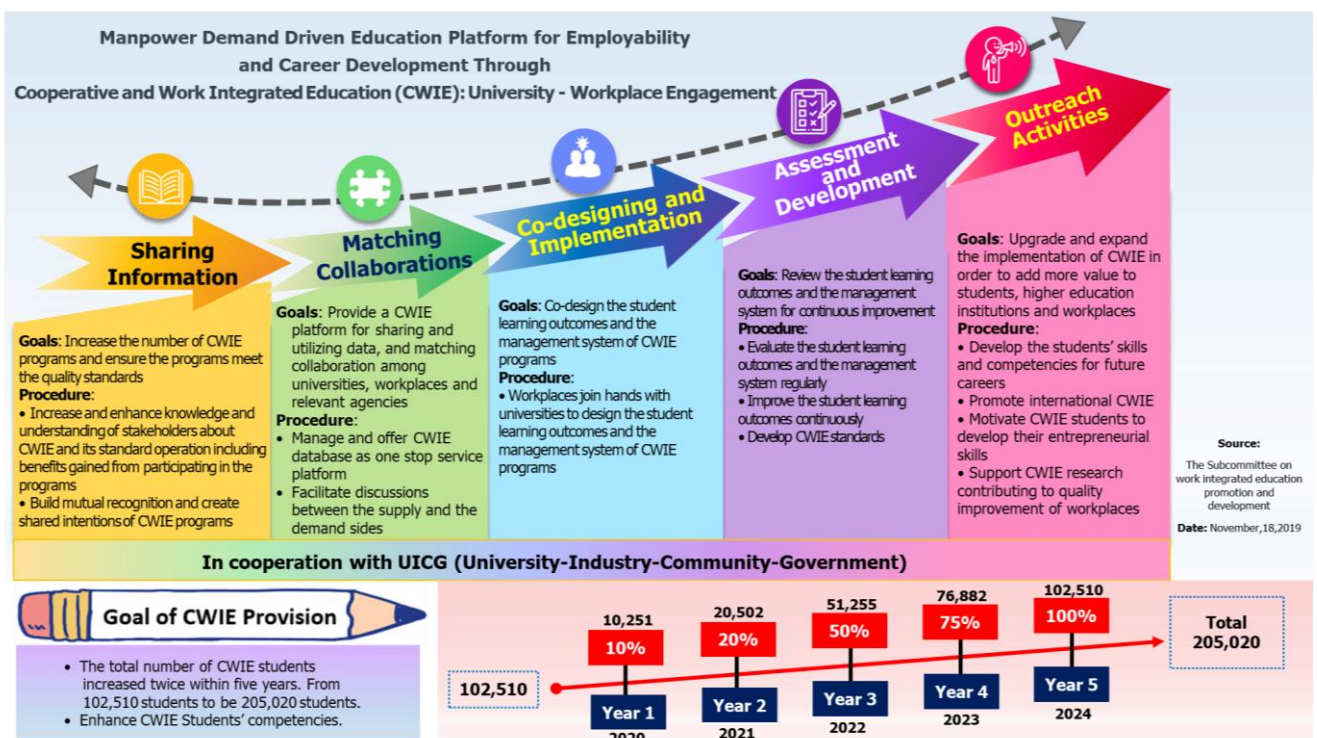 Manpower Demand Driven Education Platform for Employability
and Career Development Through
Cooperative and Work Integrated Education (CWIE): University - Workplace Engagement
Sharing
Information
Goals: Increase the number of CWIE
programs and ensure the programs meet
the quality standards
Procedure:
• Increase and enhance knowledge and
understanding of stakeholders about
CWIE and its standard operation including
benefits gained from participating in the
programs
• Build mutual recognition and create
shared intentions of CWIE programs
Matching
Collaborations
Goals: Provide a CWIE
platform for sharing and
utilizing data, and matching
collaboration among
universities, workplaces and
relevant agencies
Procedure:
• Manage and offer CWIE
database as one stop service
platform
• Facilitate discussions
between the supply and the
demand sides
Co-designing and
Implementation
Goals: Co-design the student
learning outcomes and the
management system of CWIE
programs
Procedure:
• Workplaces join hands with
universities to design the student
learning outcomes and the
management system of CWIE
programs
Assessment
and
Development
Goals: Review the student learning
outcomes and the management
system for continuous improvement
Procedure:
• Evaluate the student learning
outcomes and the management
system regularly
• Improve the student learning
outcomes continuously
• Develop CWIE standards
Outreach
Activities
Goals: Upgrade and expand
the implementation of CWIE in
order to add more value to
students, higher education
institutions and workplaces
Procedure:
• Develop the students' skills
and competencies for future
careers
• Promote international CWIE
• Motivate CWIE students to
develop their entrepreneurial
skills
• Support CWIE research
contributing to quality
improvement of workplaces
Source:
The Subcommittee on
work integrated education
promotion and
development
Date: November,18,2019
In cooperation with UICG (University-Industry-Community-Government)
Goal of CWIE Provision
• The total number of CWIE students
increased twice within five years. From
102,510 students to be 205,020 students.
• Enhance CWIE Students' competencies.
102,510
10,251
10%
Year 1
2020
20,502
20%
Year 2
2021
51,255
50%
Year 3
2022
76,882
75%
Year 4
2023
102,510
100%
Year 5
2024
Total
205,020